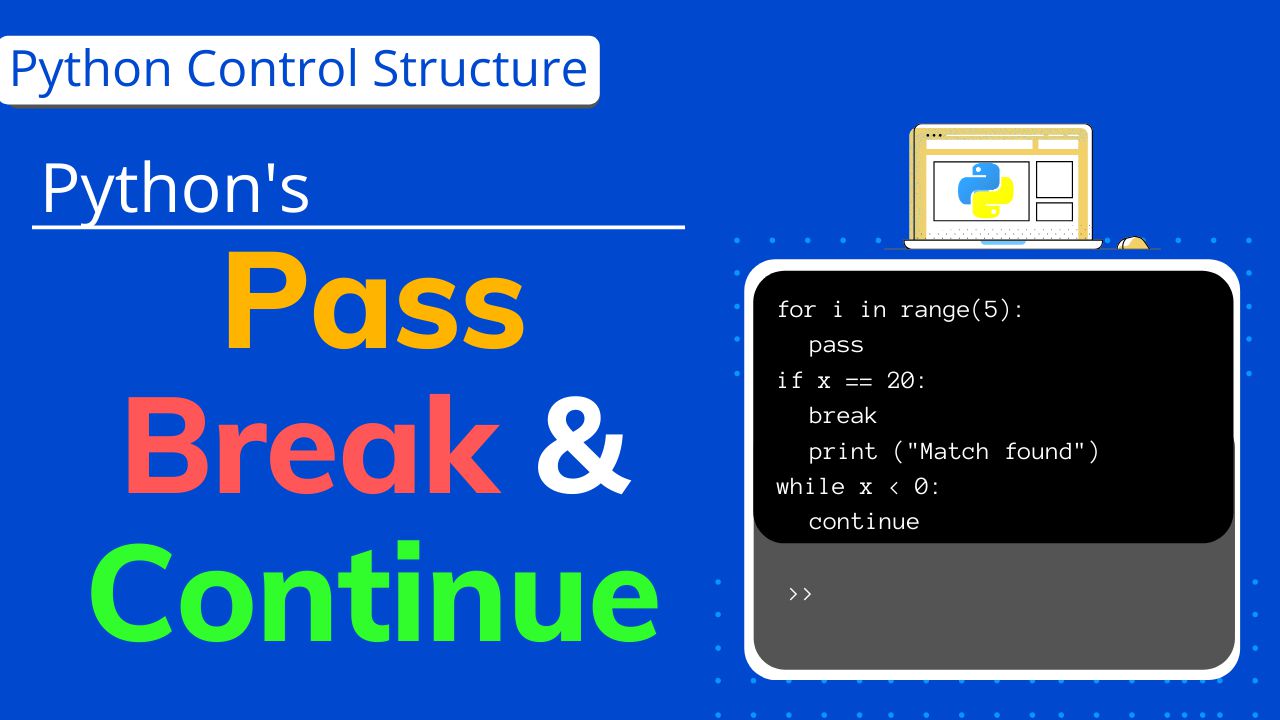 Python Control Structure
Python's
Pass
Break &
Continue
for i in range(5):
pass
if x == 20:
break
print ("Match found")
while x < 0:
continue
>>